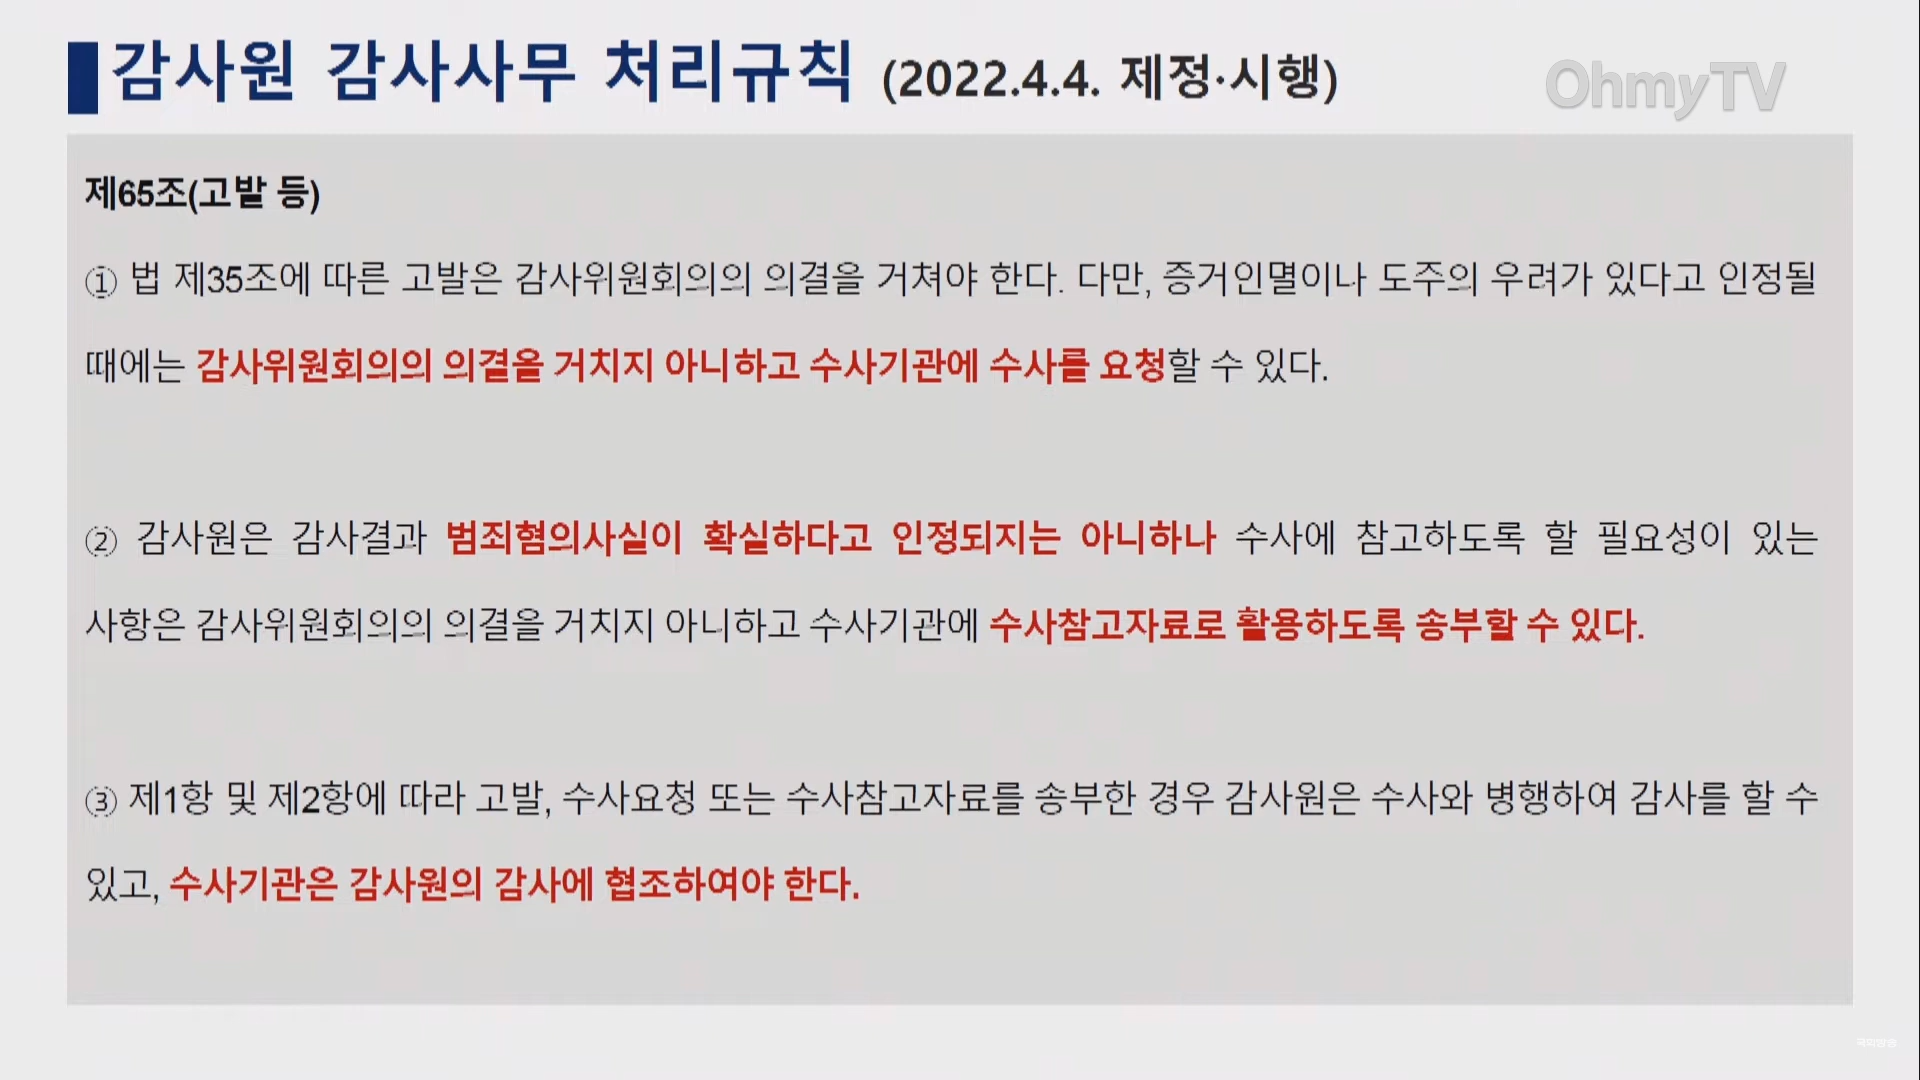 감사원 감사사무 처리규칙 (2022.4.4. 제정·시행)
OhmyTV
제65조(고발 등)
① 법 제35조에 따른 고발은 감사위원회의의 의결을 거쳐야 한다. 다만, 증거인멸이나 도주의 우려가 있다고 인정될
때에는 감사위원회의의 의결을 거치지 아니하고 수사기관에 수사를 요청할 수 있다.
② 감사원은 감사결과 범죄혐의사실이 확실하다고 인정되지는 아니하나 수사에 참고하도록 할 필요성이 있는
사항은 감사위원회의의 의결을 거치지 아니하고 수사기관에 수사참고자료로 활용하도록 송부할 수 있다.
③ 제1항 및 제2항에 따라 고발, 수사요청 또는 수사참고자료를 송부한 경우 감사원은 수사와 병행하여 감사를 할 수
있고, 수사기관은 감사원의 감사에 협조하여야 한다.